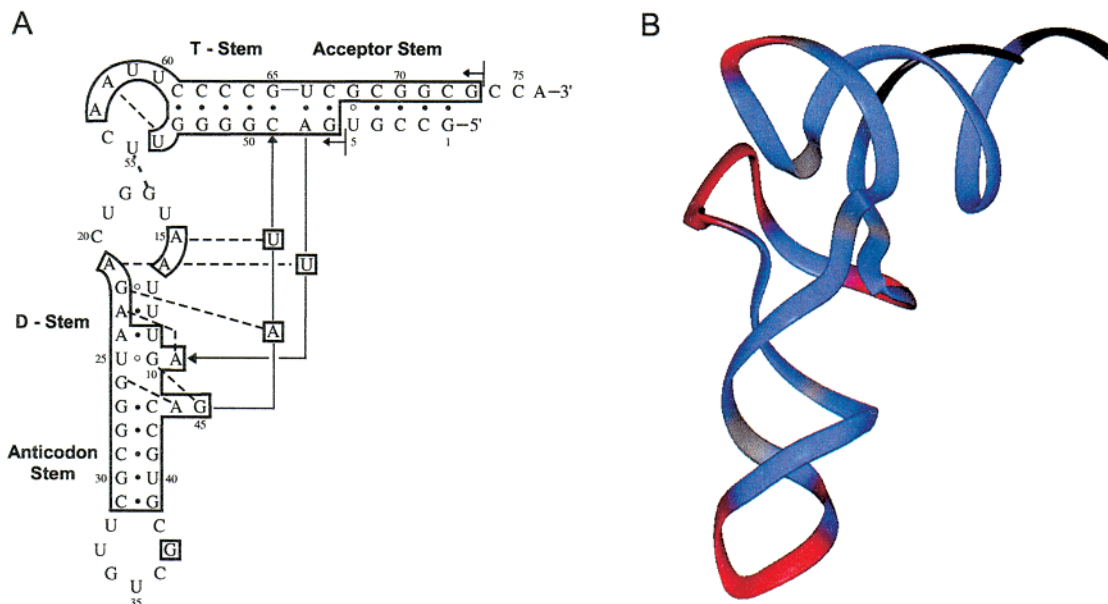 A B
T - Stem Acceptor Stem
60 65 70 75
A U U
C C C C G–U C G C G G C G C C A–3'
A
C U U G G G G C A G U G C C G–5'
55 50 5 1
G G
U U
C 20 15 A U
A A U
G U
D - Stem A U A
A U
25 U G A
10
G
G C A G
45
G C
Anticodon C G
Stem 30 G U 40
C G
U C
U G
G C
U
35